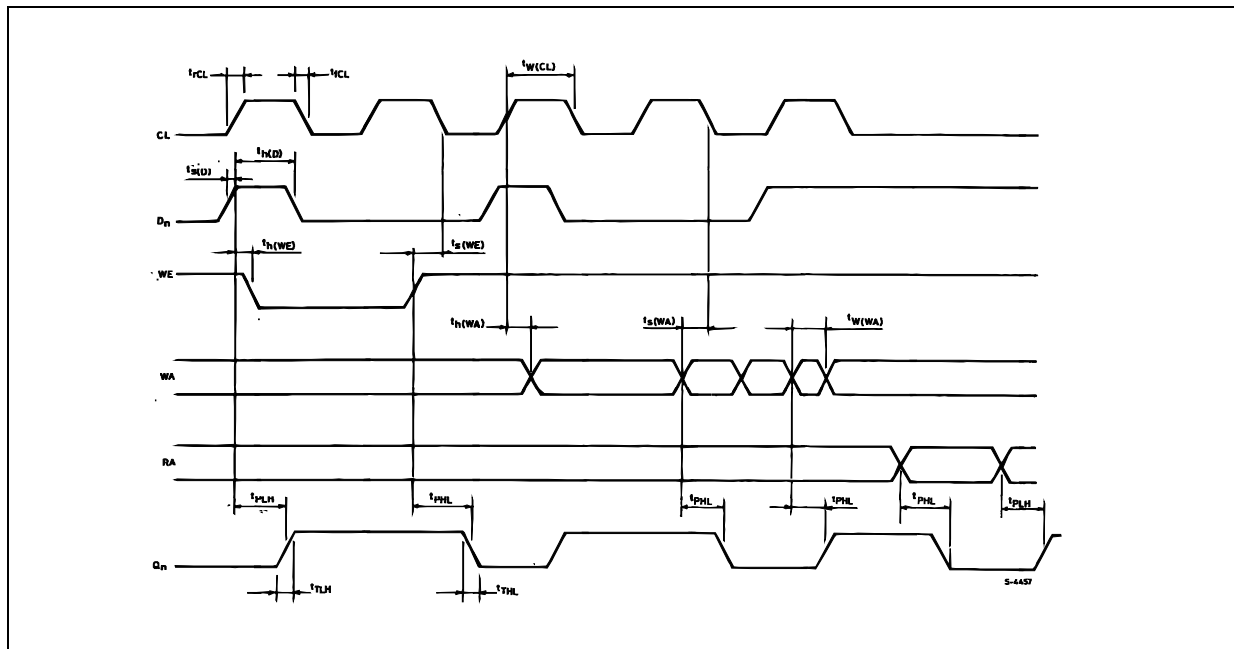 trCL
tfCL
tW(CL)
CL
th(D)
ts(D)
Dn
th(WE)
ts(WE)
WE
th(WA)
ts(WA)
tW(WA)
WA
RA
tPLH
tPHL
tPHL
tPHL
tPHL
tPLH
Qn
tTLH
tTHL
S-4457